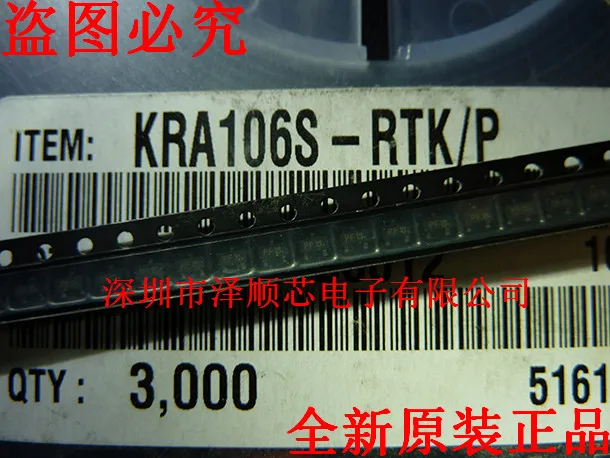 盗图必究
ITEM: KRA106S-RTK/P
深圳市泽顺芯电子有限公司
QTY: 3,000
5161
全新原装正品